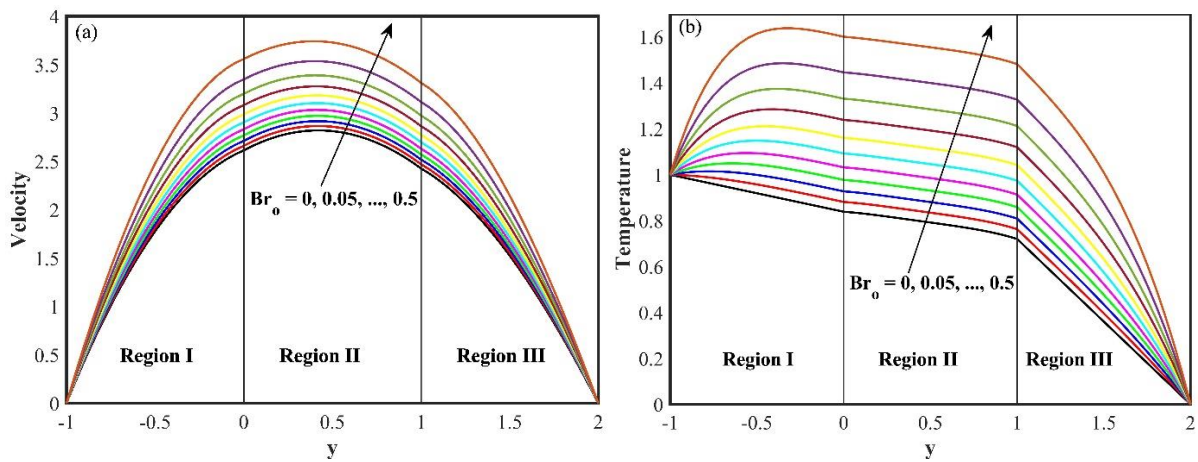 (a)
4
3.5
3
2.5
2
1.5
1
0.5
0
Velocity
Br_o = 0, 0.05, ..., 0.5
Region I Region II Region III
-1 -0.5 0 0.5 1 1.5 2
y
(b)
1.6
1.4
1.2
1
0.8
0.6
0.4
0.2
0
Temperature
Br_o = 0, 0.05, ..., 0.5
Region I Region II Region III
-1 -0.5 0 0.5 1 1.5 2
y